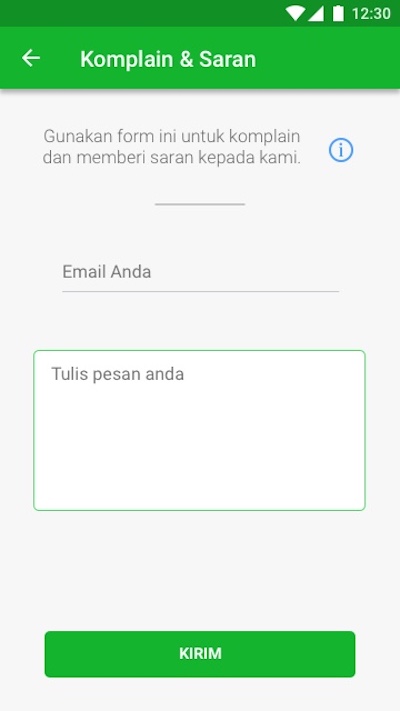 12:30
Komplain & Saran
Gunakan form ini untuk komplain
dan memberi saran kepada kami.
Email Anda
Tulis pesan anda
KIRIM